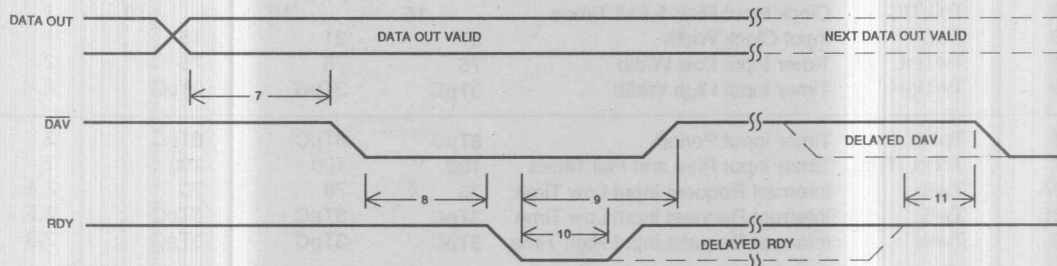 DATA OUT
DATA OUT VALID
NEXT DATA OUT VALID
7
DAV
DELAYED DAV
8
9
11
RDY
10
DELAYED RDY